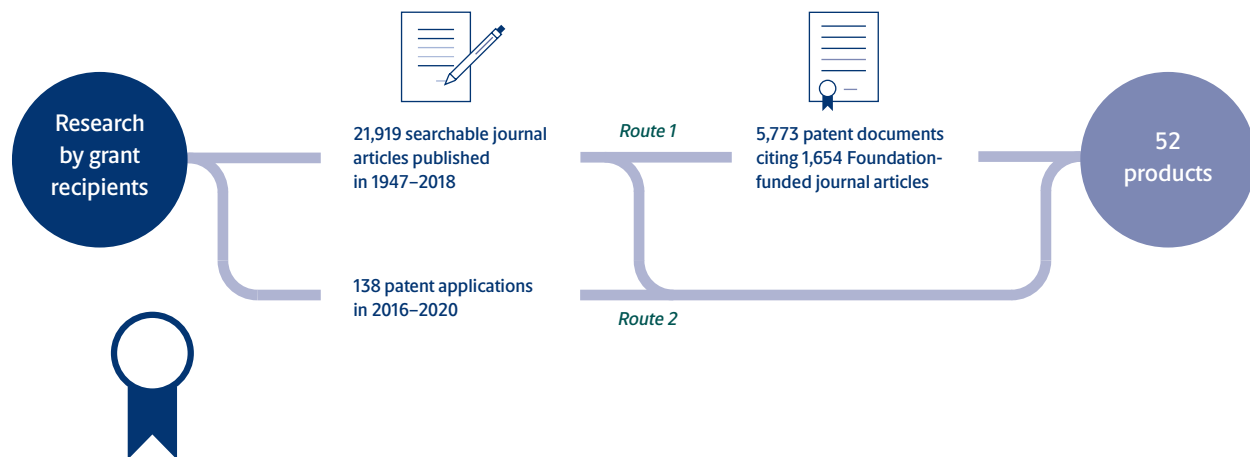 Research
by grant
recipients
21,919 searchable journal
articles published
in 1947–2018
Route 1
5,773 patent documents
citing 1,654 Foundation-
funded journal articles
52
products
138 patent applications
in 2016–2020
Route 2